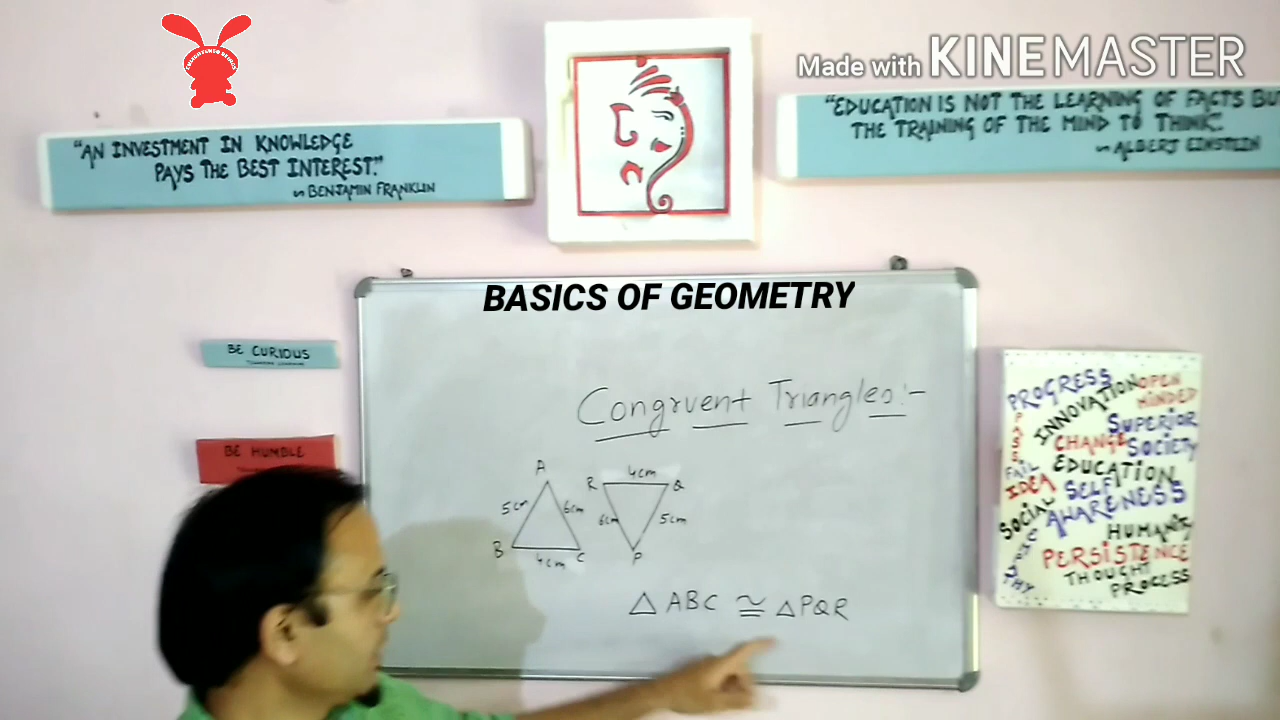 Made with KINEMASTER
"AN INVESTMENT IN KNOWLEDGE
PAYS THE BEST INTEREST."
~ BENJAMIN FRANKLIN
"EDUCATION IS NOT THE LEARNING OF FACTS BU
THE TRAINING OF THE MIND TO THINK".
~ ALBERT EINSTEIN
BASICS OF GEOMETRY
BE CURIOUS
BE HUMBLE
Congruent Triangles :-
A
5cm
6cm
B
4cm
C
4cm
R
Q
6cm
5cm
P
△ ABC ≅ △PQR
PROGRESS
INNOVATION
OPEN
MINDED
PASS
FAIL
SUPERIOR
CHANGE
SOCIETY
EDUCATION
IDEA
SELF
AWARENESS
SOCIAL
HUMANITY
PERSISTENCE
THOUGHT
PROCESS